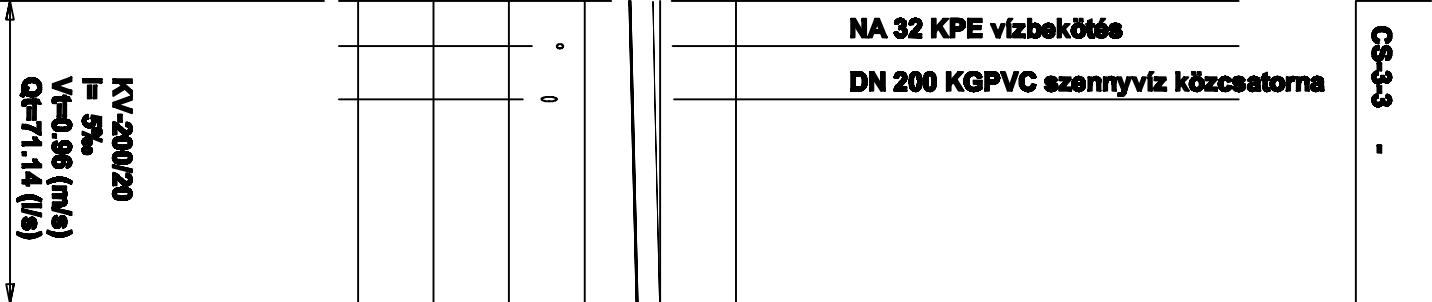 NA 32 KPE vízbekötés
DN 200 KGPVC szennyvíz közcsatorna
CS-3-3 -
KV-200/20
I= 5‰
Vt=0.96 (m/s)
Qt=71.14 (l/s)